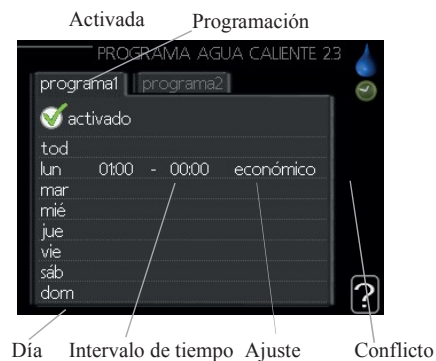 Activada Programación
PROGRAMA AGUA CALIENTE 2.3
programa1 programa2
activado
tod
lun 01:00 - 00:00 económico
mar
mié
jue
vie
sáb
dom
?
Día Intervalo de tiempo Ajuste Conflicto